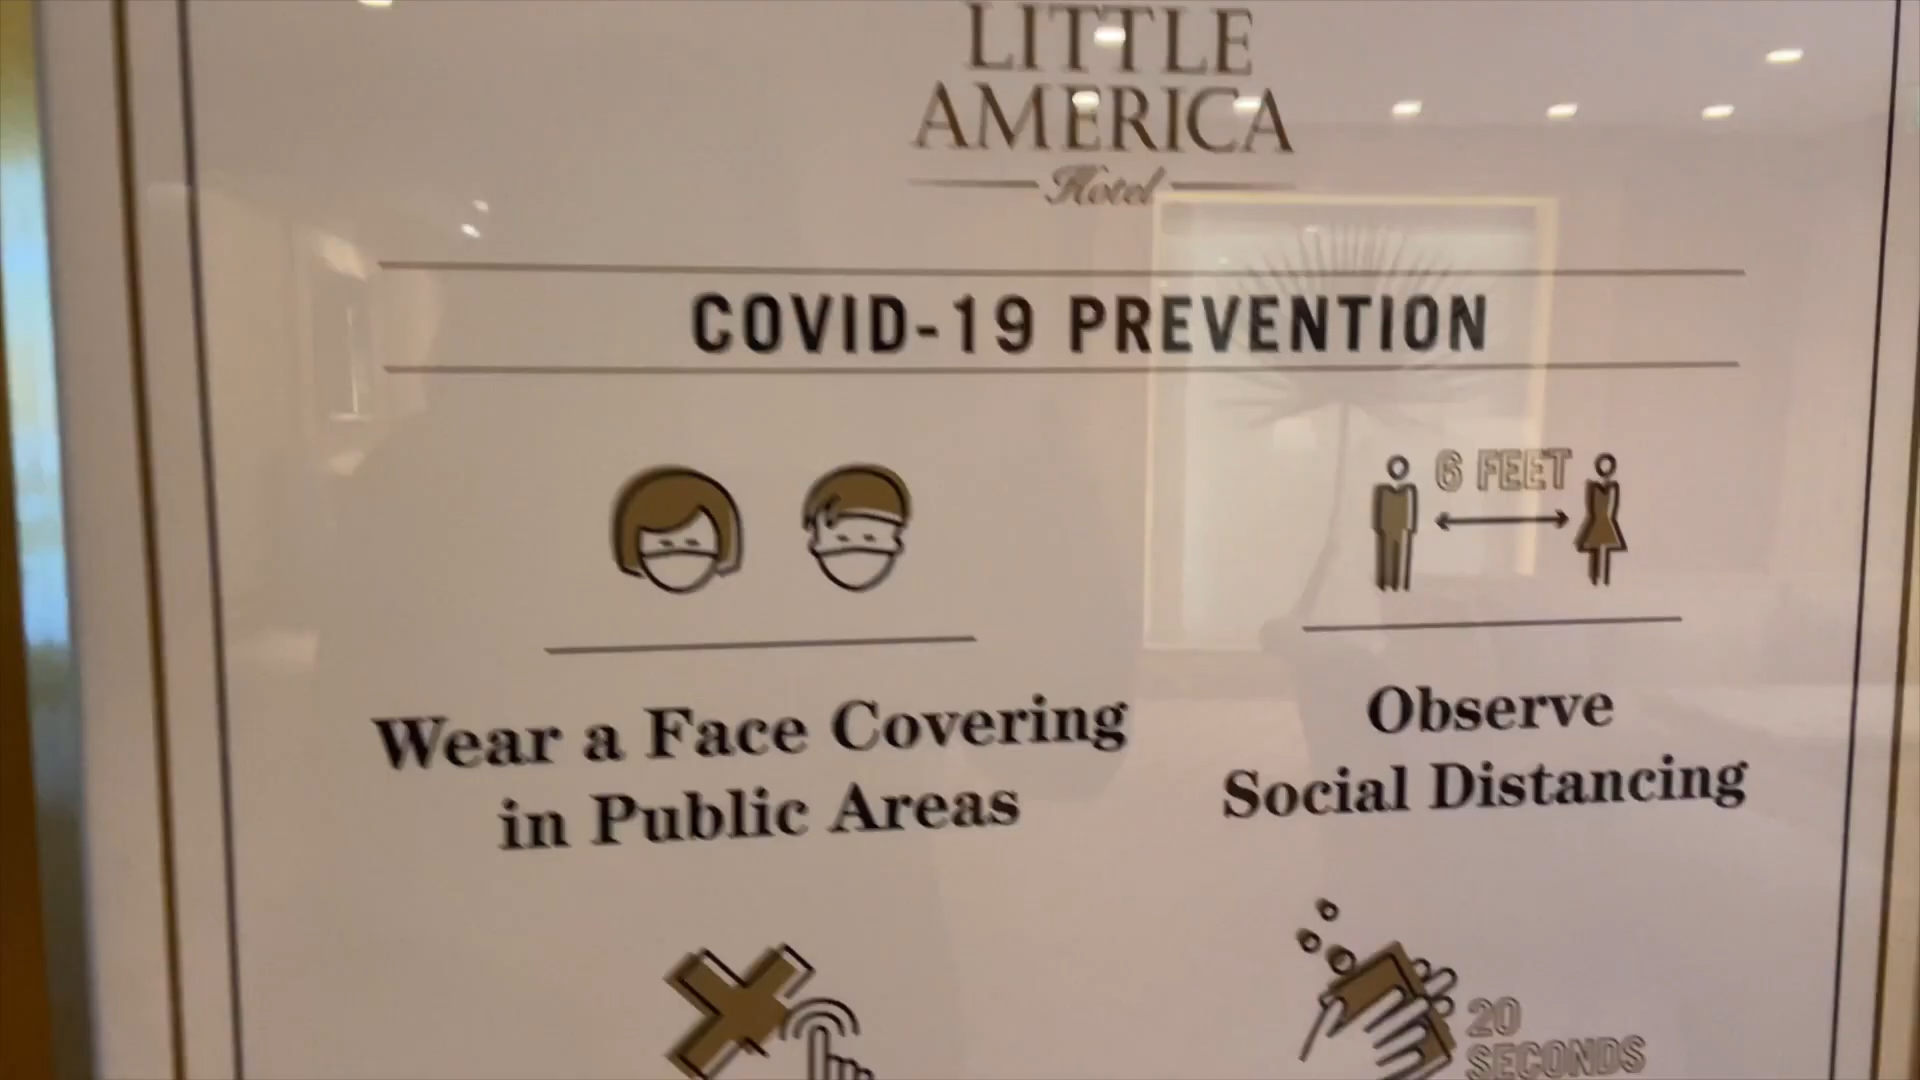 LITTLE
AMERICA
Hotel
COVID-19 PREVENTION
6 FEET
Wear a Face Covering
in Public Areas
Observe
Social Distancing
20
SECONDS